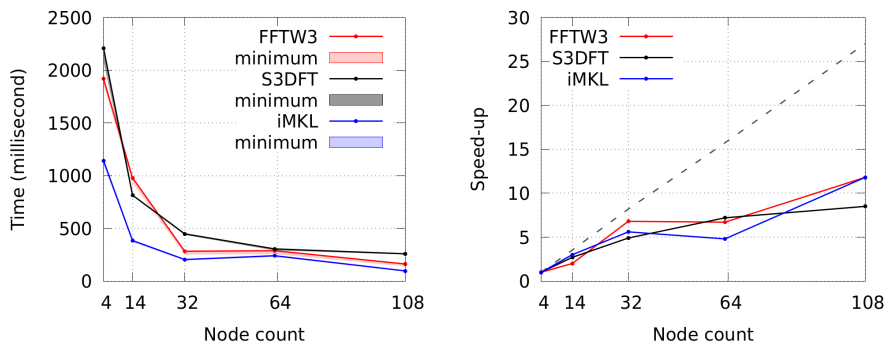 2500
2000
1500
1000
500
0
Time (millisecond)
FFTW3
minimum
S3DFT
minimum
iMKL
minimum
4 14 32 64 108
Node count
30
25
20
15
10
5
0
Speed-up
FFTW3
S3DFT
iMKL
4 14 32 64 108
Node count